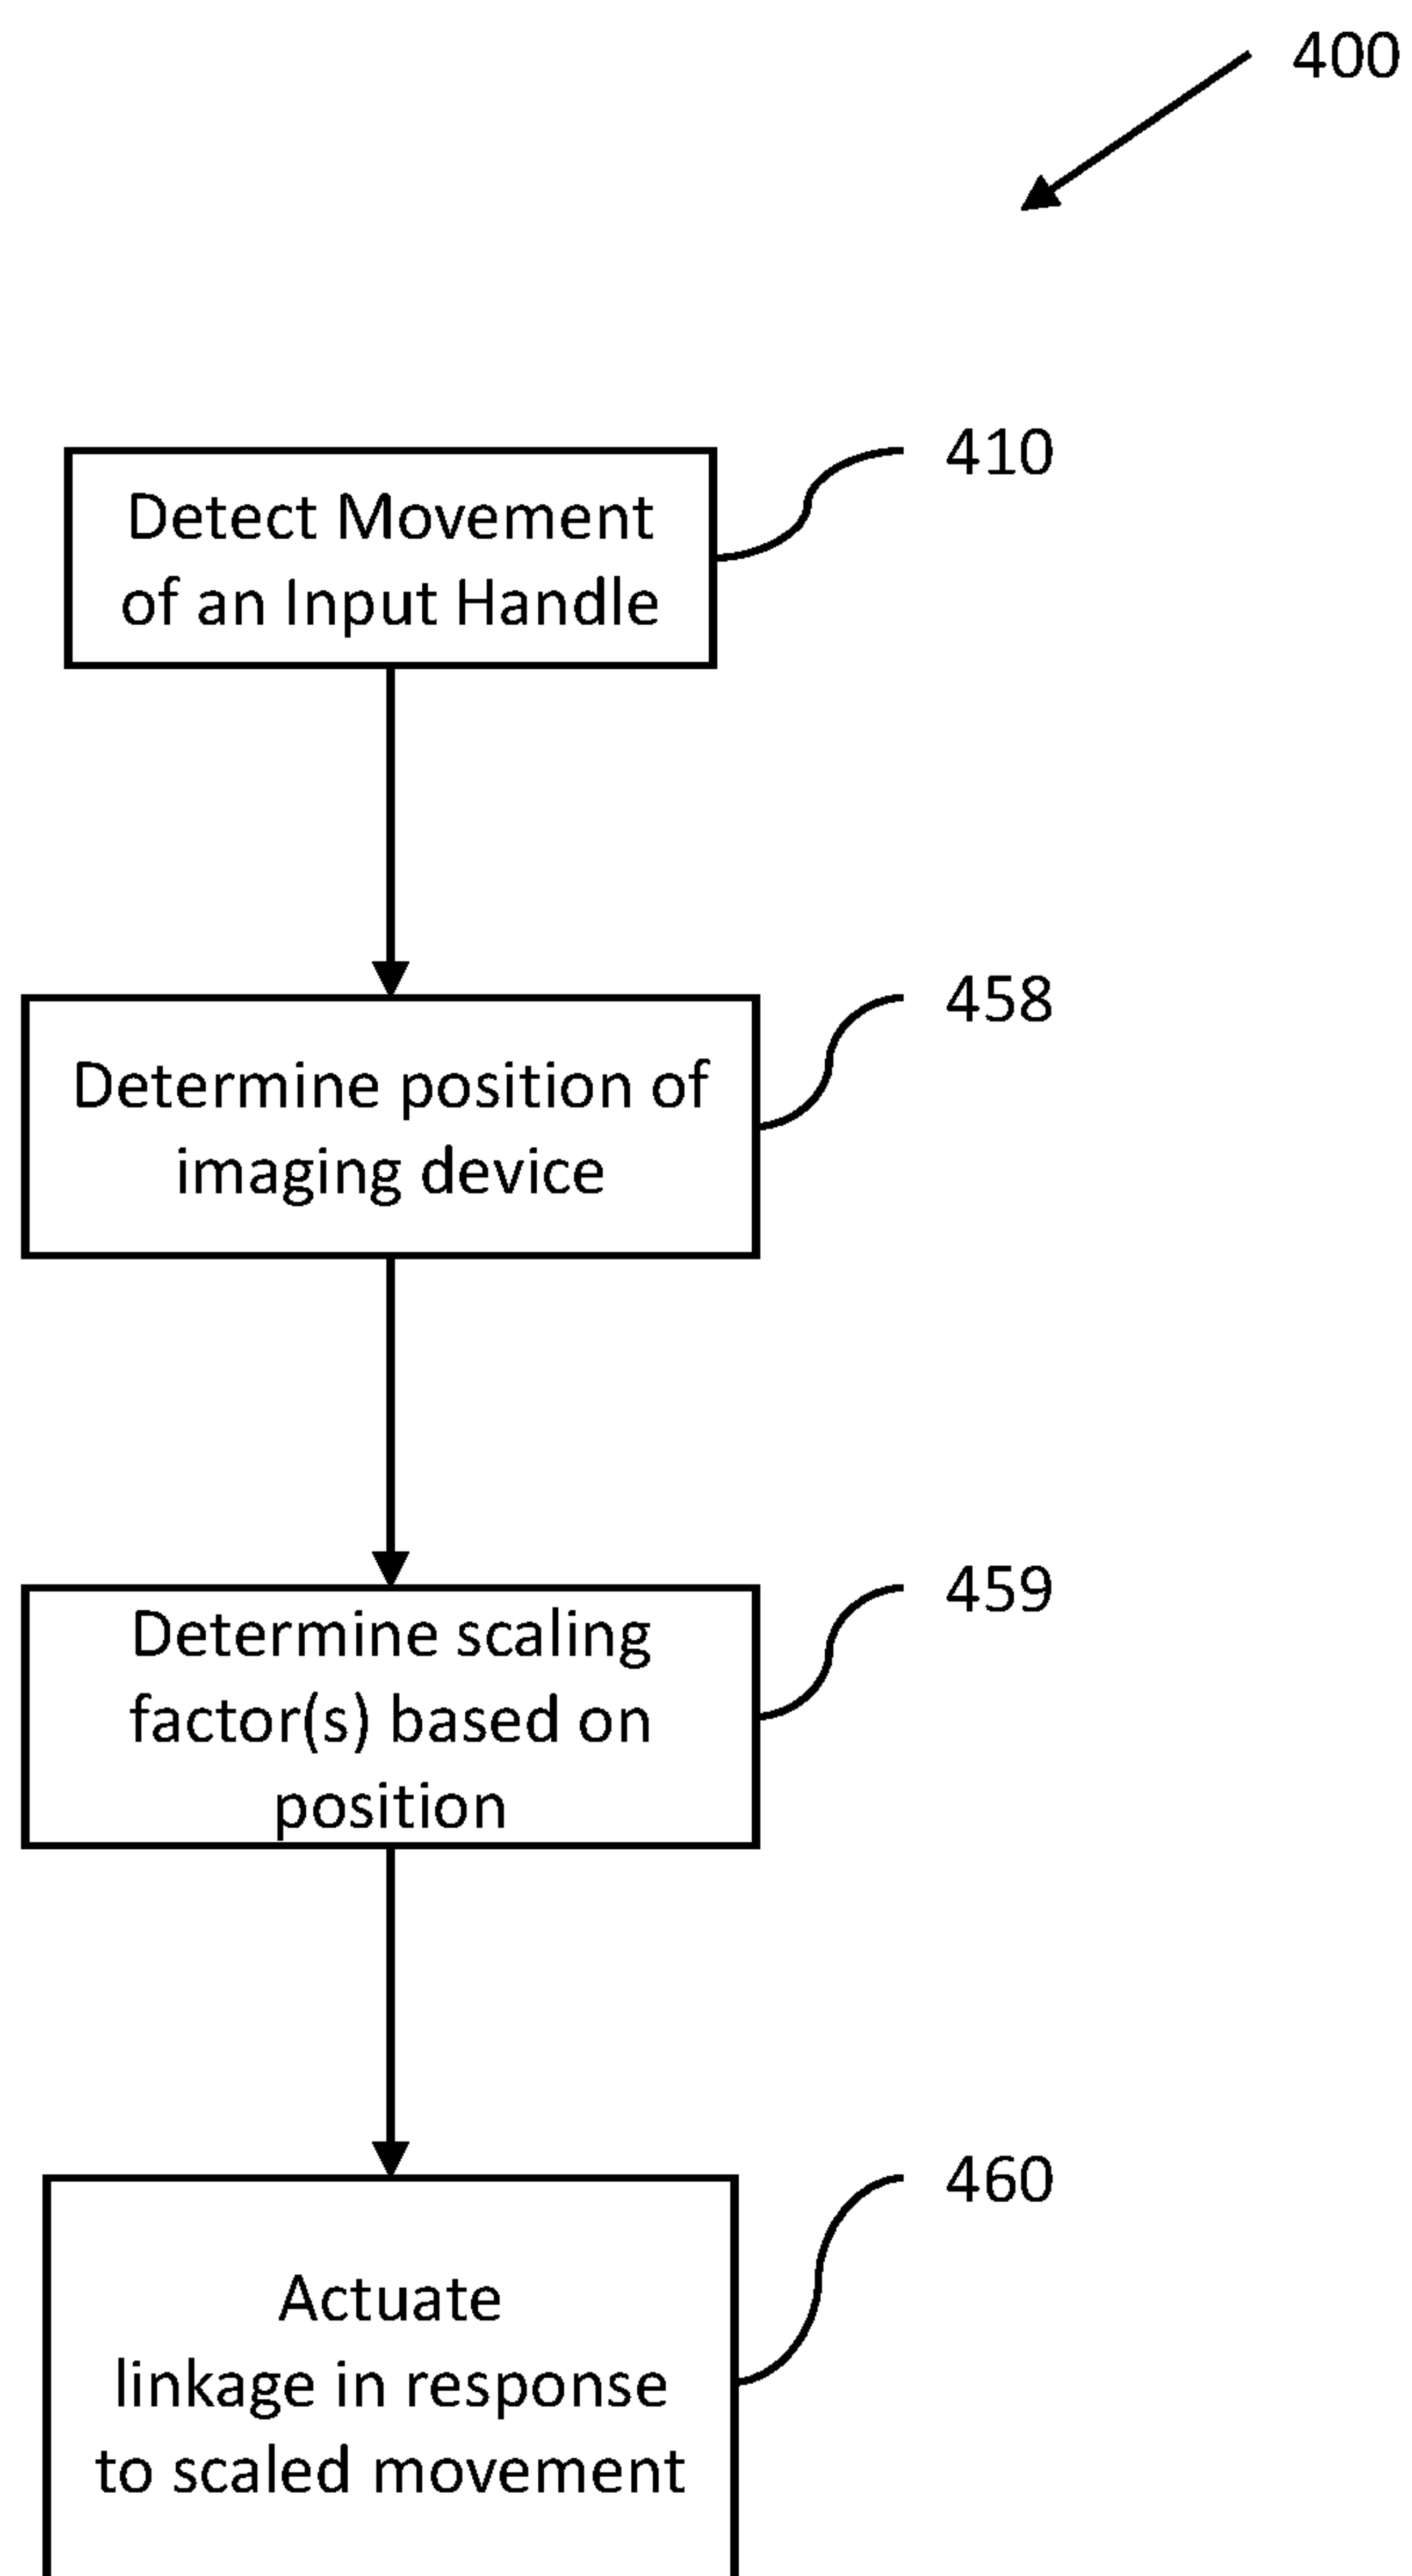 400
410
Detect Movement
of an Input Handle
458
Determine position of
imaging device
459
Determine scaling
factor(s) based on
position
460
Actuate
linkage in response
to scaled movement